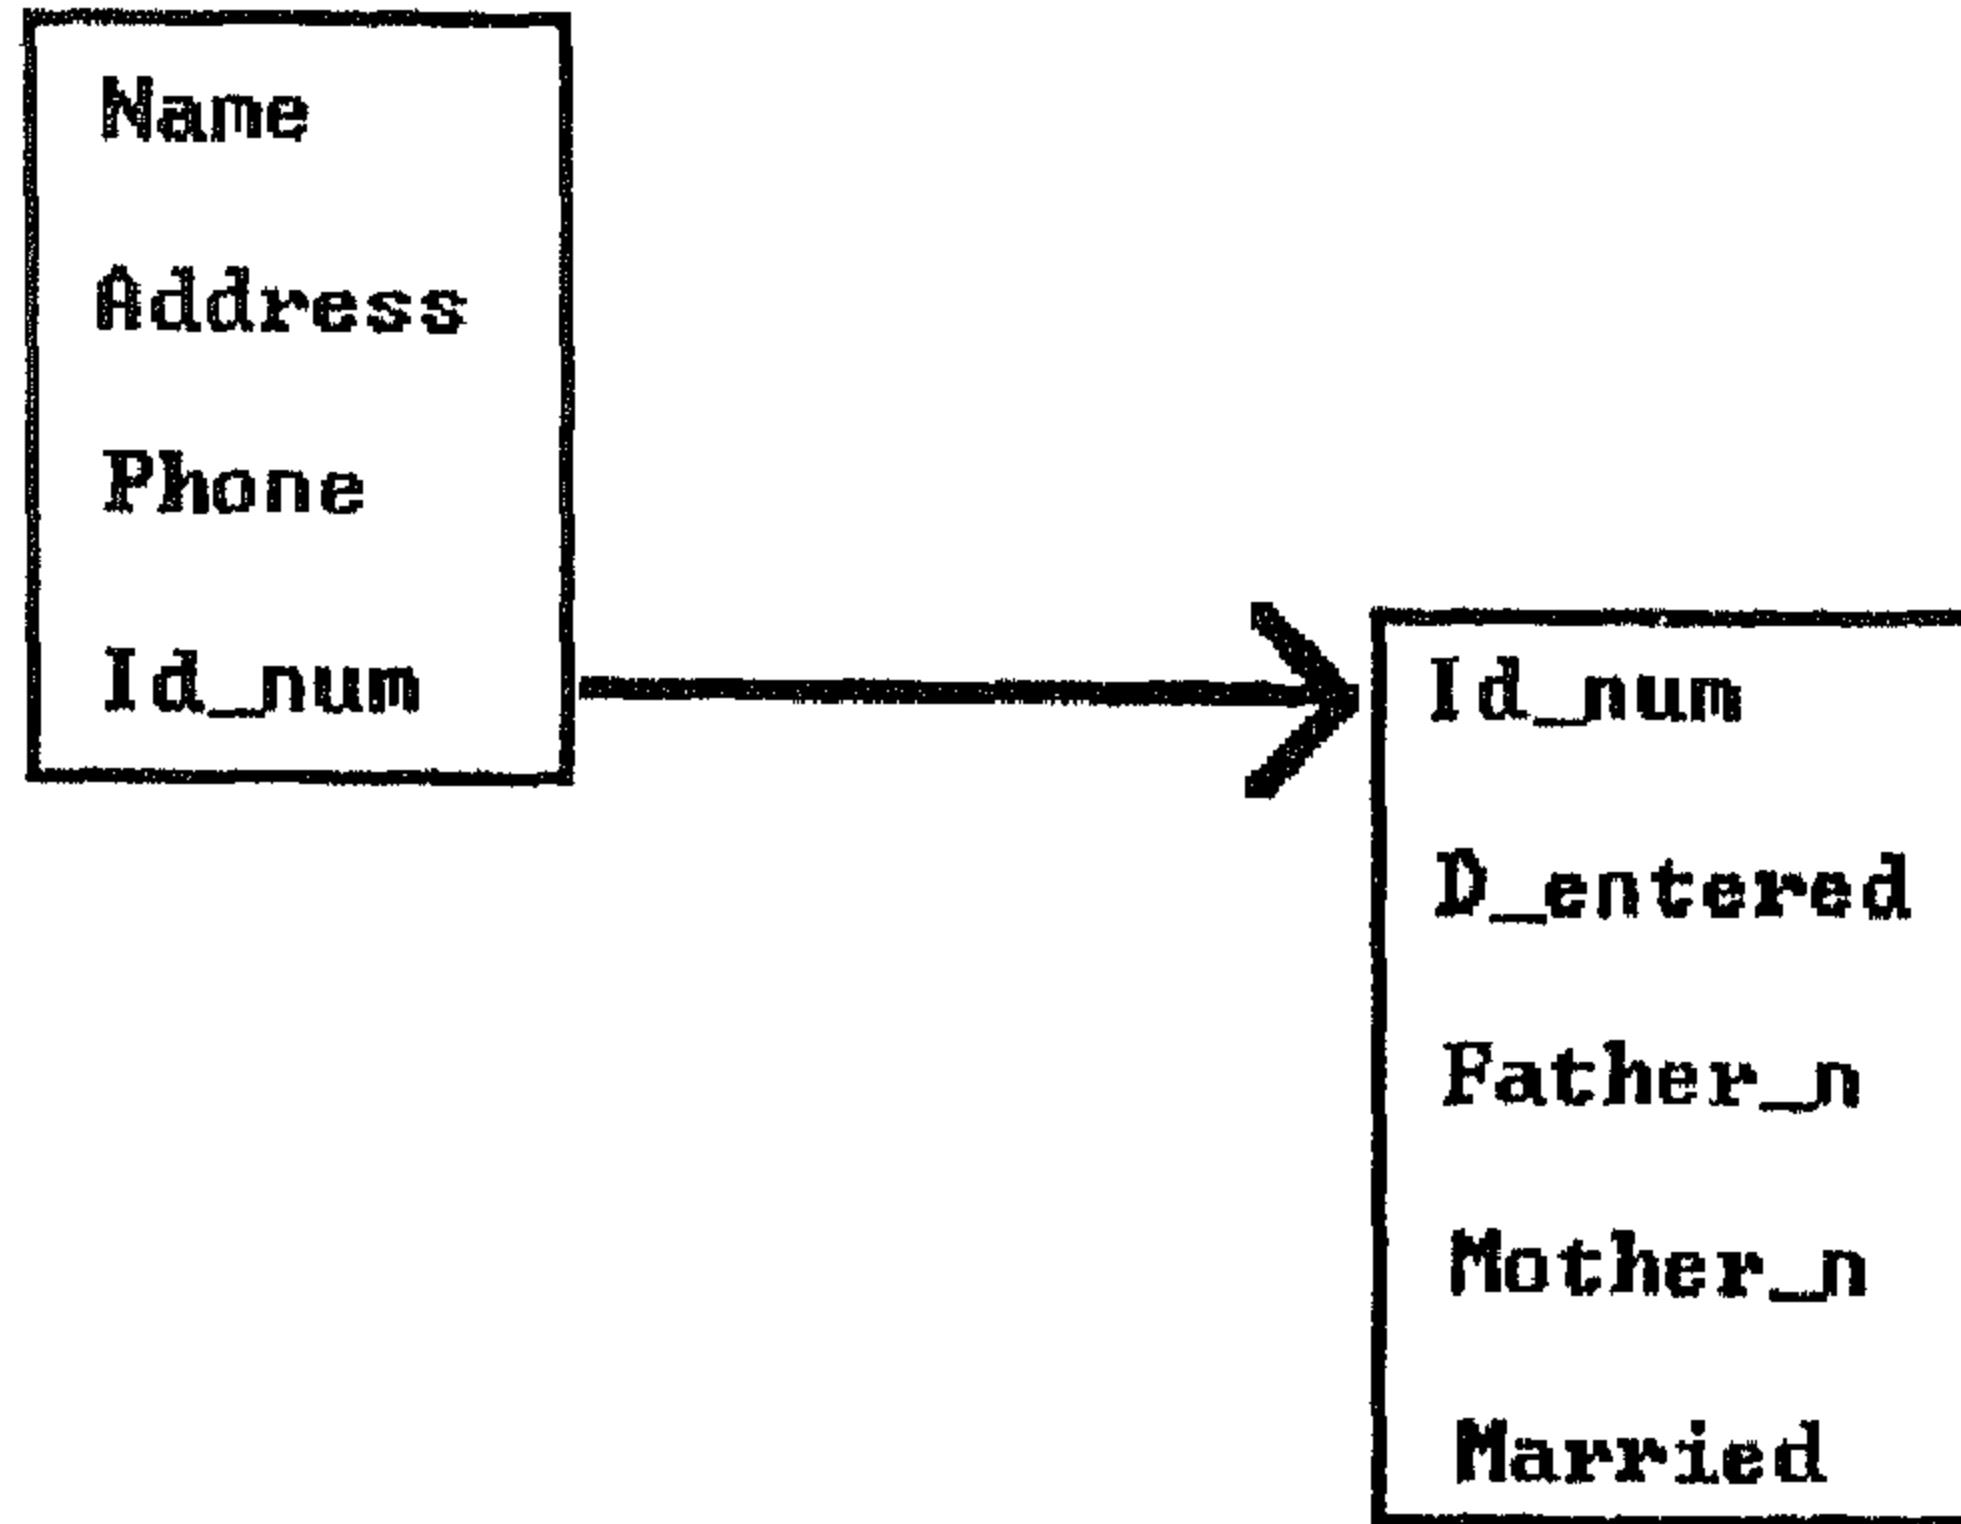 Name
Address
Phone
Id_num
Id_num
D_entered
Father_n
Mother_n
Married